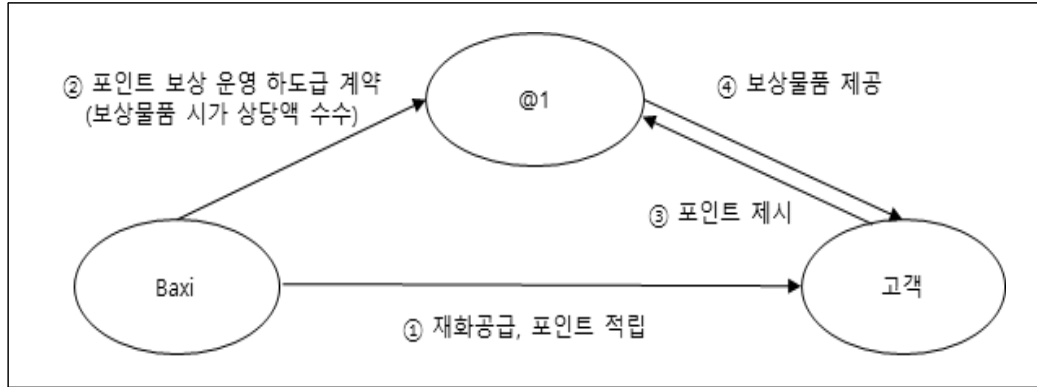 ② 포인트 보상 운영 하도급 계약
(보상물품 시가 상당액 수수)
@1
④ 보상물품 제공
③ 포인트 제시
Baxi
고객
① 재화공급, 포인트 적립